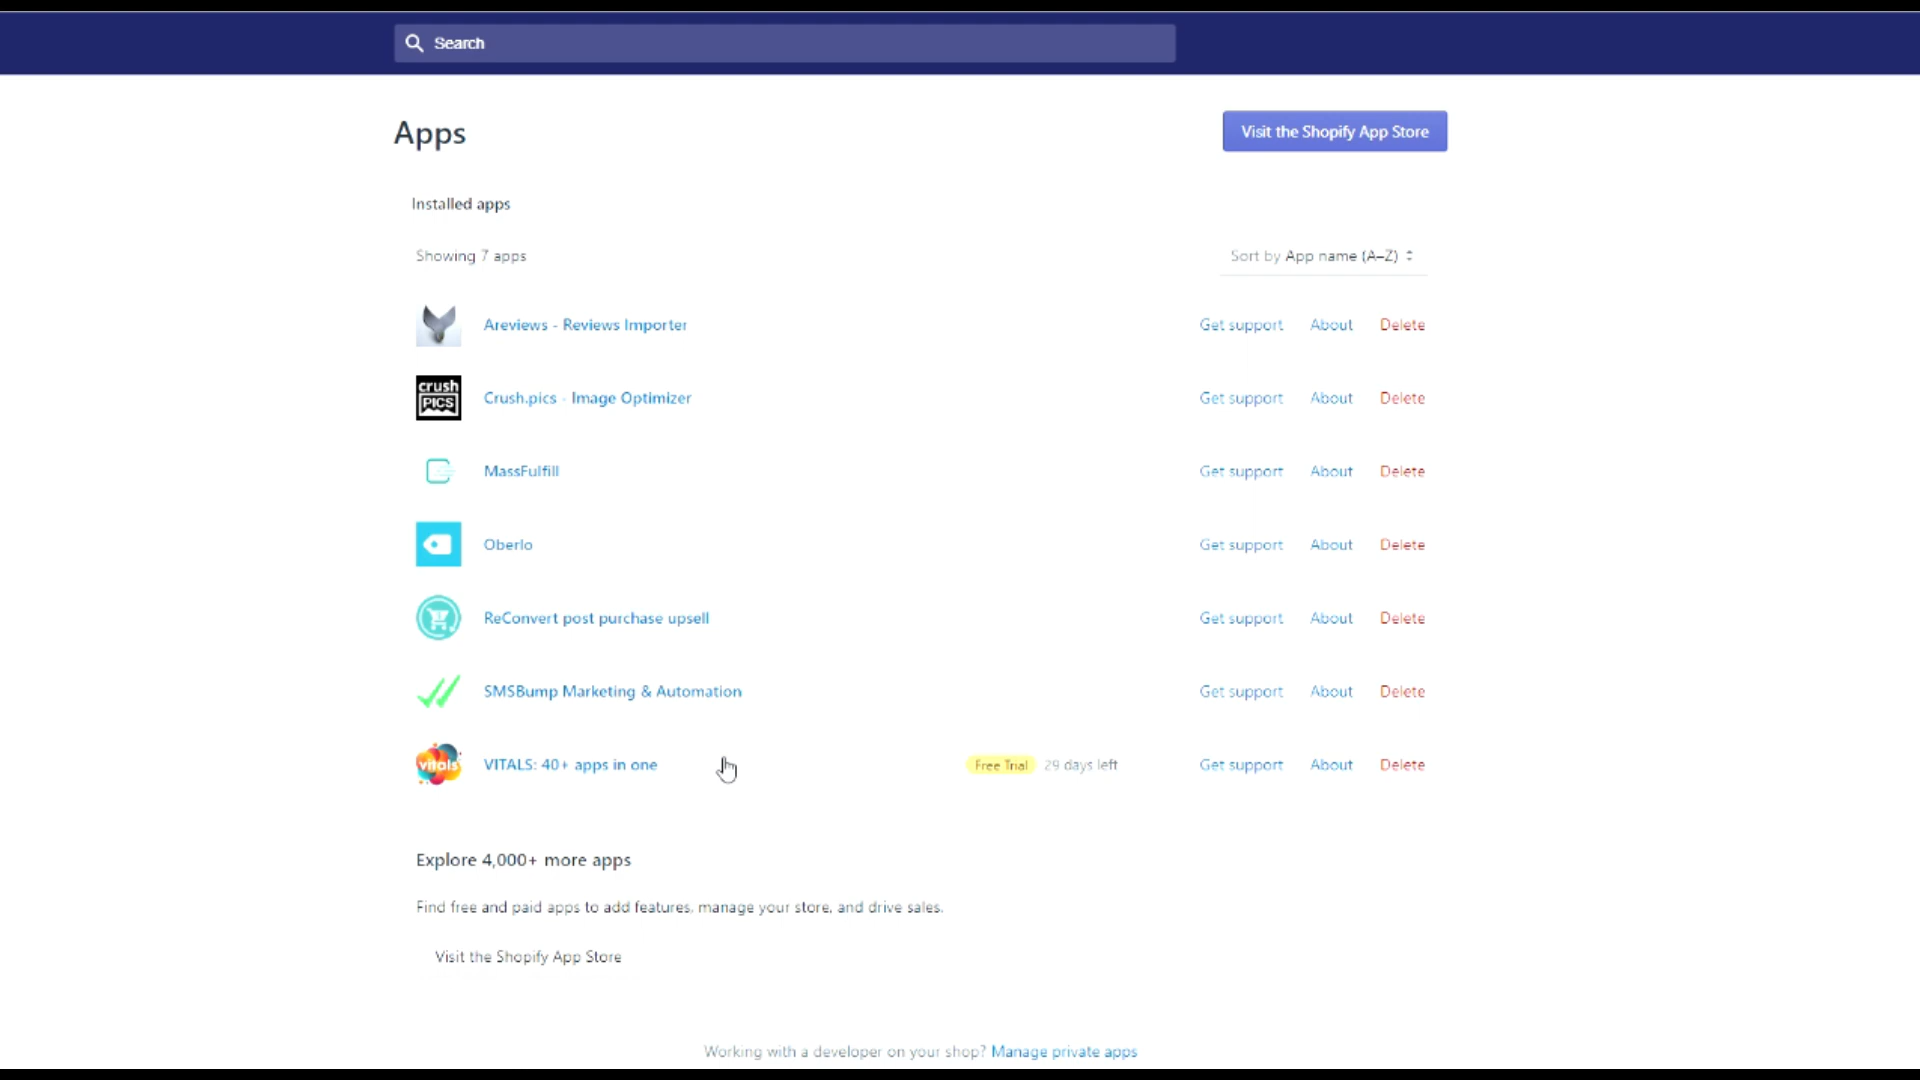 Search
Apps
Visit the Shopify App Store
Installed apps
Showing 7 apps
Sort by App name (A–Z)
Areviews - Reviews Importer
Get support About Delete
crush
PICS
Crush.pics - Image Optimizer
Get support About Delete
MassFulfill
Get support About Delete
Oberlo
Get support About Delete
ReConvert post purchase upsell
Get support About Delete
SMSBump Marketing & Automation
Get support About Delete
vitals
VITALS: 40+ apps in one
Free Trial 29 days left
Get support About Delete
Explore 4,000+ more apps
Find free and paid apps to add features, manage your store, and drive sales.
Visit the Shopify App Store
Working with a developer on your shop? Manage private apps